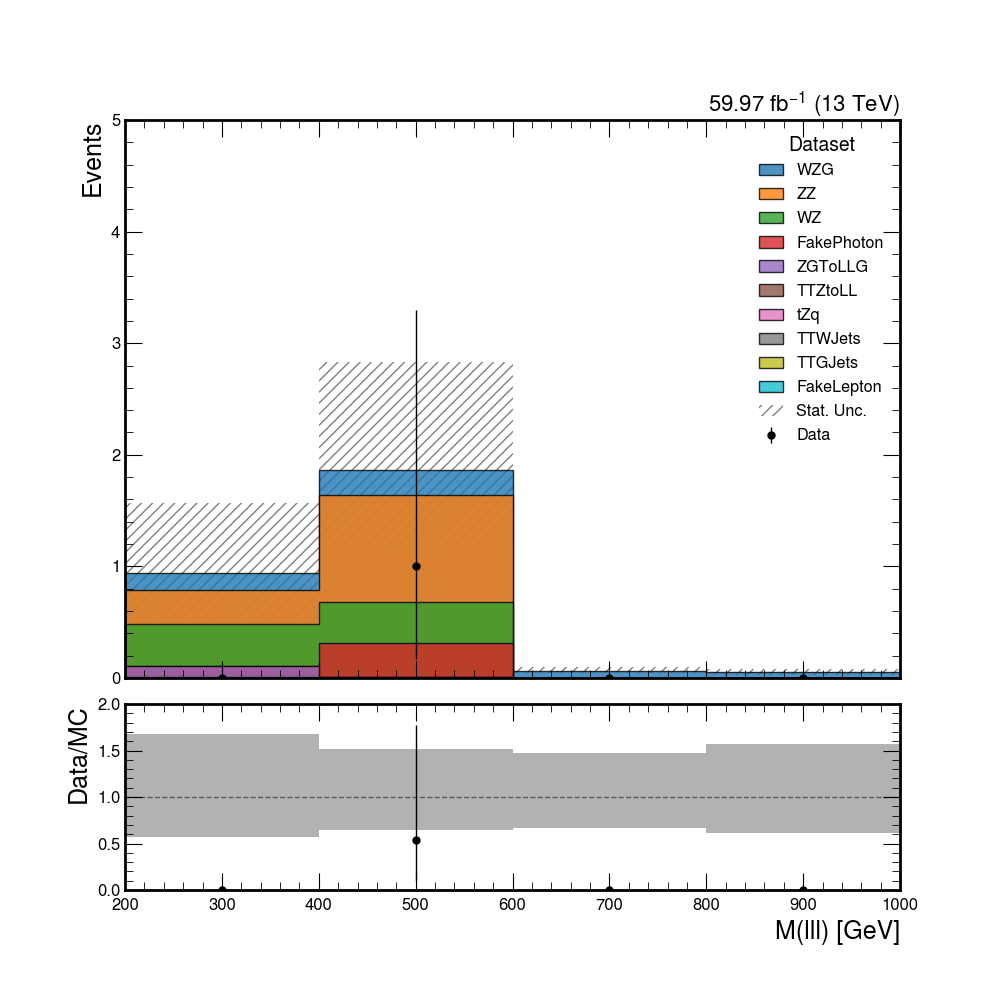 59.97 fb⁻¹ (13 TeV)
Events
5
4
3
2
1
0
Dataset
WZG
ZZ
WZ
FakePhoton
ZGToLLG
TTZtoLL
tZq
TTWJets
TTGJets
FakeLepton
Stat. Unc.
Data
Data/MC
2.0
1.5
1.0
0.5
0.0
200 300 400 500 600 700 800 900 1000
M(lll) [GeV]